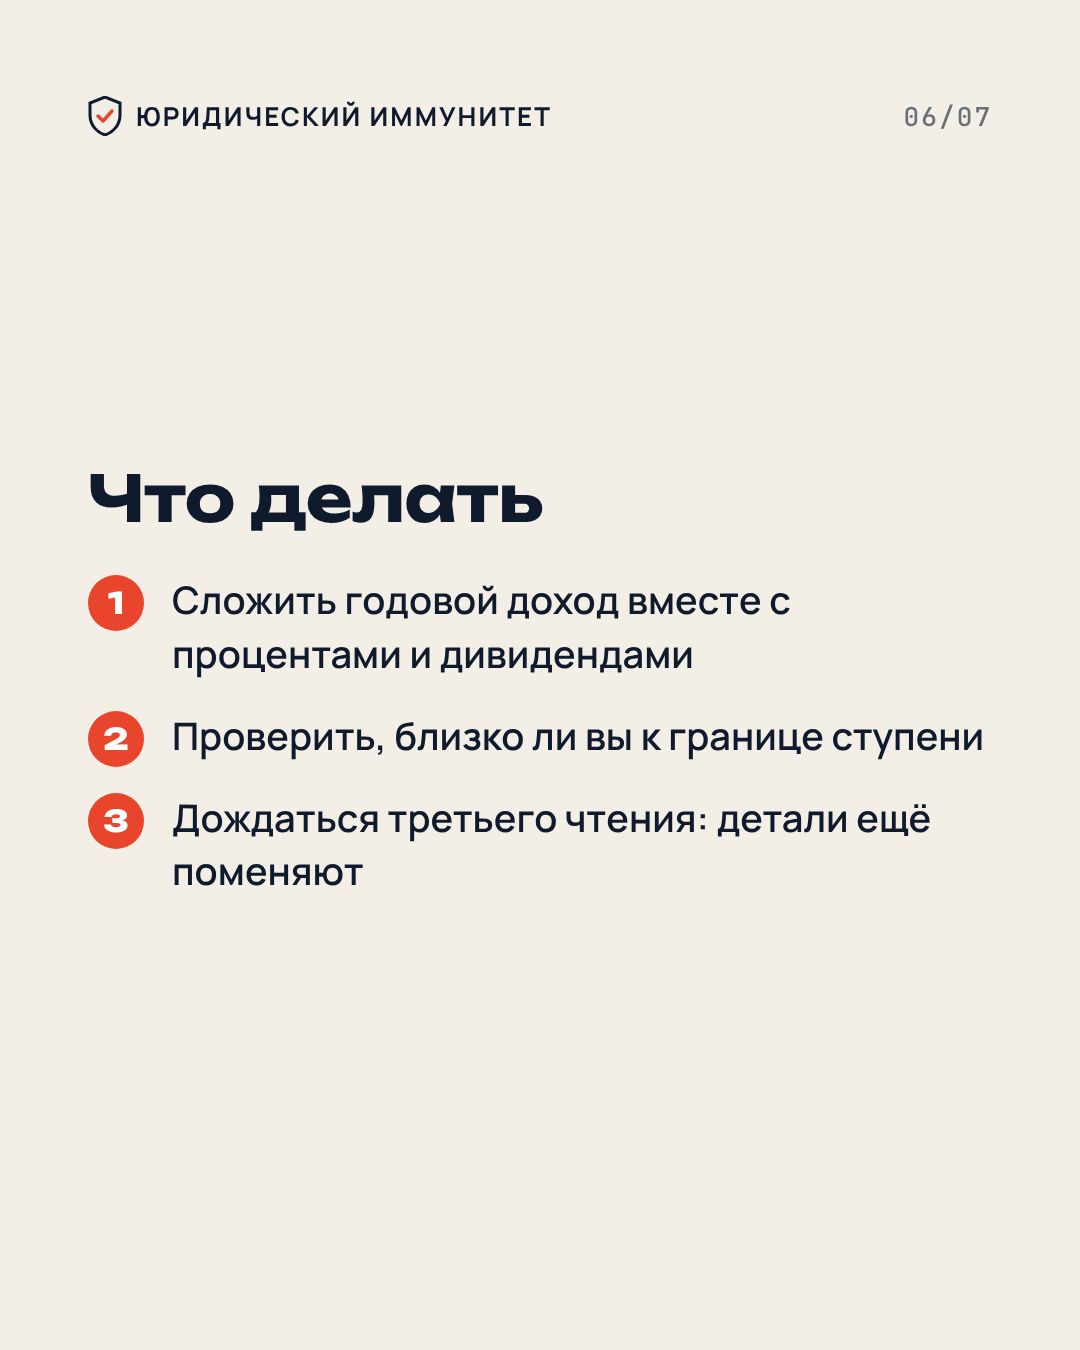 ЮРИДИЧЕСКИЙ ИММУНИТЕТ
06/07
Что делать
1 Сложить годовой доход вместе с
процентами и дивидендами
2 Проверить, близко ли вы к границе ступени
3 Дождаться третьего чтения: детали ещё
поменяют